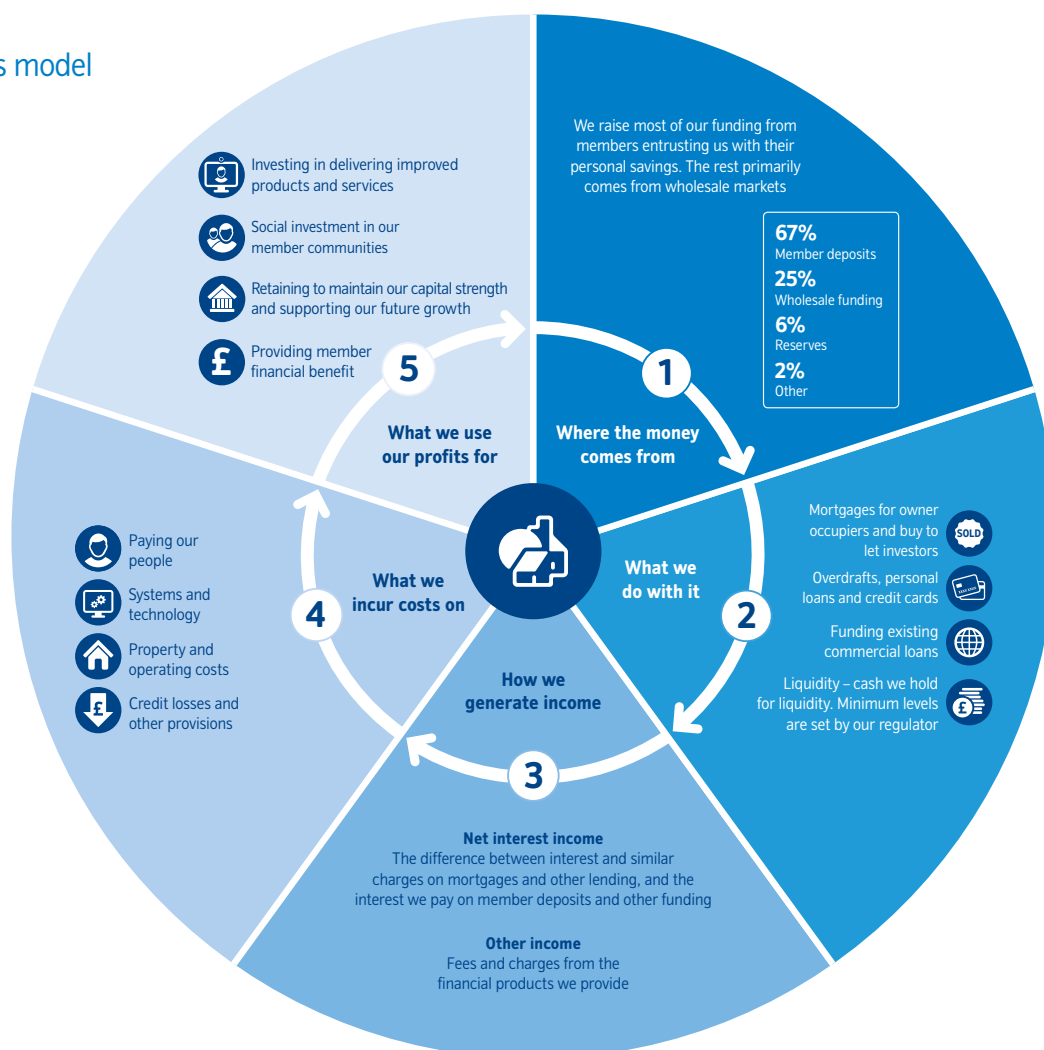 s model
We raise most of our funding from
members entrusting us with their
personal savings. The rest primarily
comes from wholesale markets
67%
Member deposits
25%
Wholesale funding
6%
Reserves
2%
Other
1
Where the money
comes from
Mortgages for owner
occupiers and buy to
let investors
SOLD
Overdrafts, personal
loans and credit cards
Funding existing
commercial loans
Liquidity – cash we hold
for liquidity. Minimum levels
are set by our regulator
£
2
What we
do with it
How we
generate income
3
Net interest income
The difference between interest and similar
charges on mortgages and other lending, and the
interest we pay on member deposits and other funding
Other income
Fees and charges from the
financial products we provide
What we
incur costs on
4
Paying our
people
Systems and
technology
Property and
operating costs
£
Credit losses and
other provisions
Investing in delivering improved
products and services
Social investment in our
member communities
Retaining to maintain our capital strength
and supporting our future growth
£
Providing member
financial benefit
5
What we use
our profits for